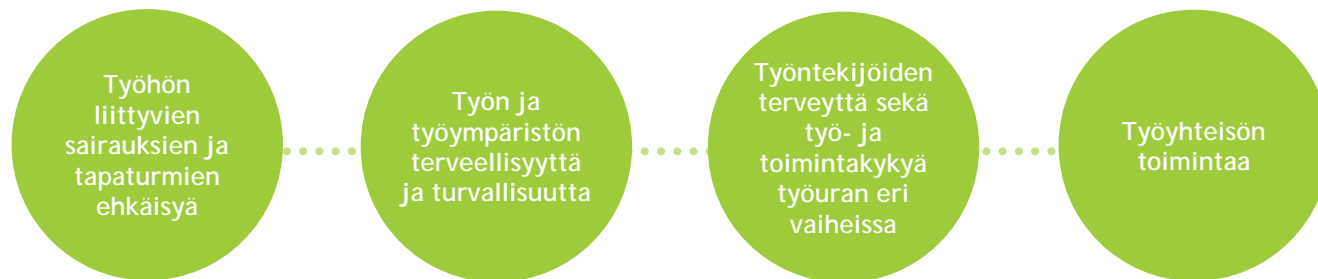 Työhön
liittyvien
sairauksien ja
tapaturmien
ehkäisyä
Työn ja
työympäristön
terveellisyyttä
ja turvallisuutta
Työntekijöiden
terveyttä sekä
työ- ja
toimintakykyä
työuran eri
vaiheissa
Työyhteisön
toimintaa